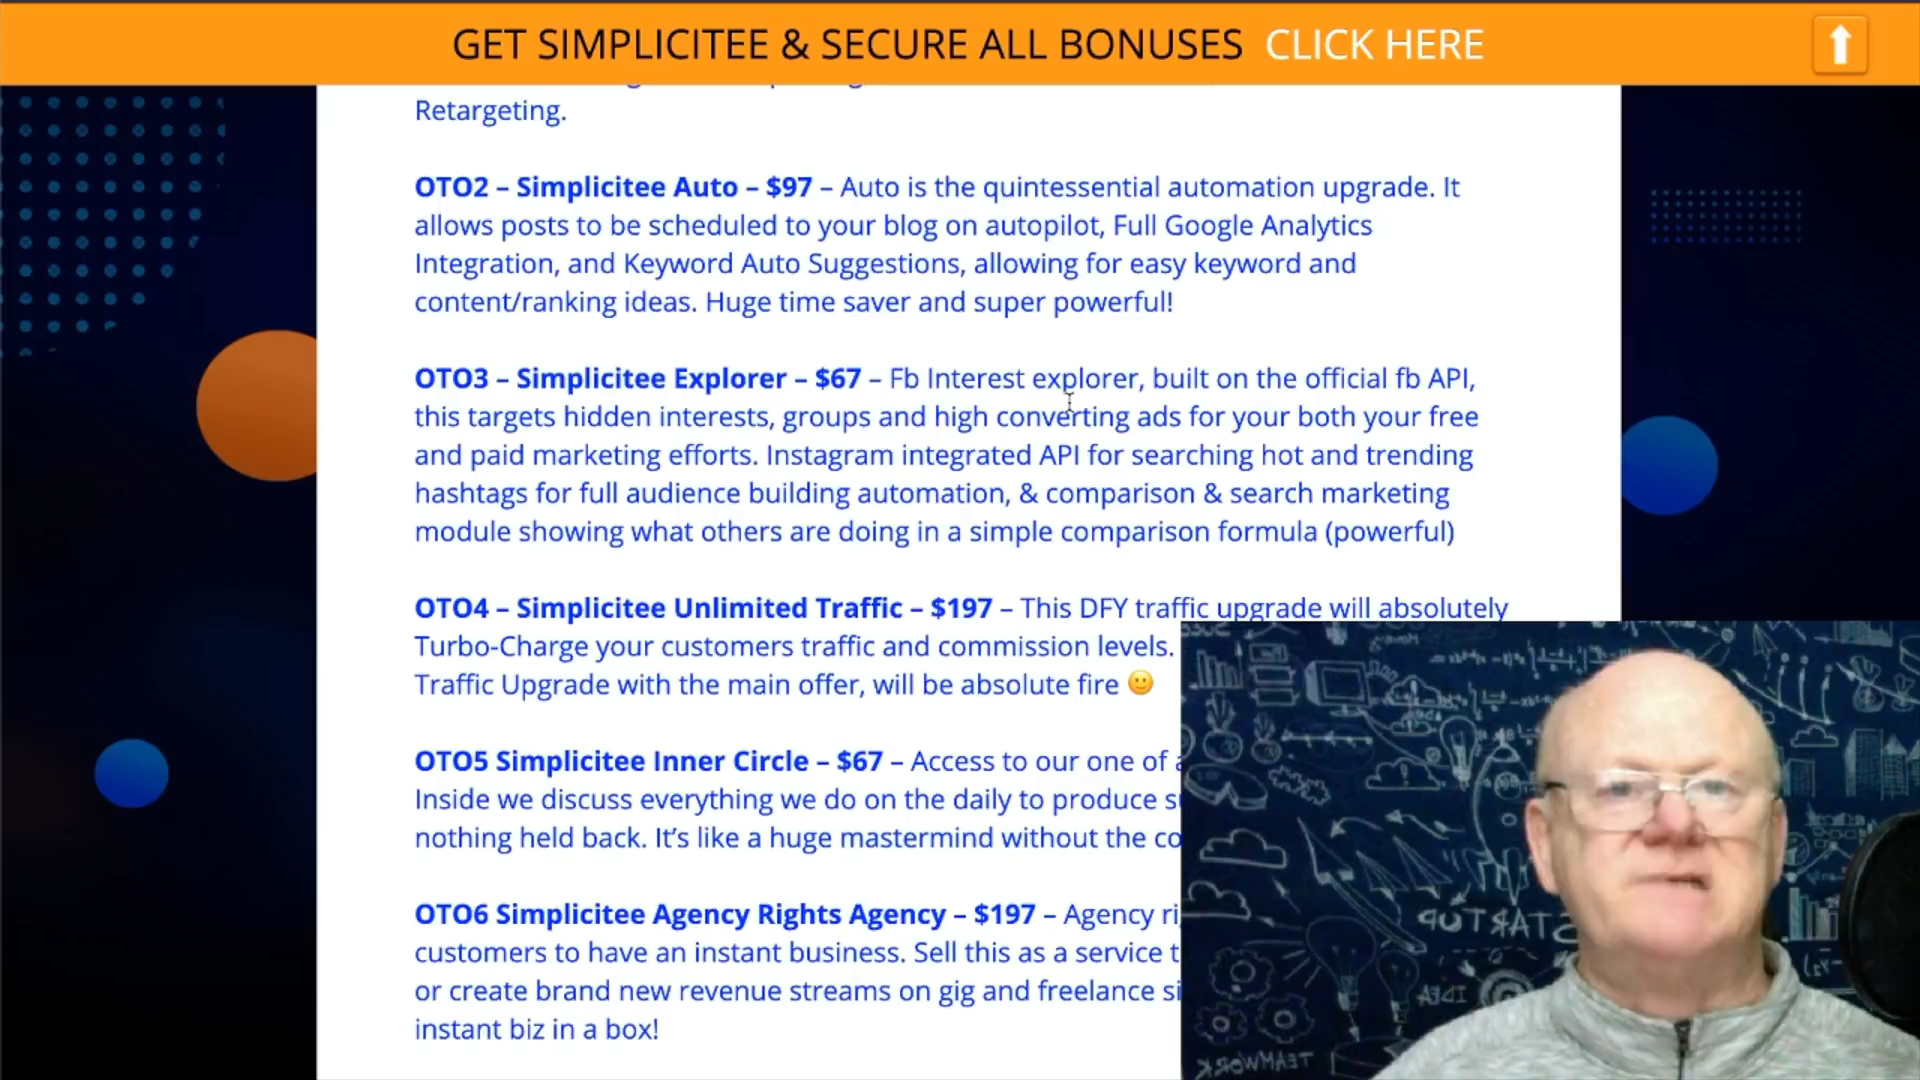 GET SIMPLICITEE & SECURE ALL BONUSES CLICK HERE
Retargeting.
OTO2 – Simplicitee Auto – $97 – Auto is the quintessential automation upgrade. It
allows posts to be scheduled to your blog on autopilot, Full Google Analytics
Integration, and Keyword Auto Suggestions, allowing for easy keyword and
content/ranking ideas. Huge time saver and super powerful!
OTO3 – Simplicitee Explorer – $67 – Fb Interest explorer, built on the official fb API,
this targets hidden interests, groups and high converting ads for your both your free
and paid marketing efforts. Instagram integrated API for searching hot and trending
hashtags for full audience building automation, & comparison & search marketing
module showing what others are doing in a simple comparison formula (powerful)
OTO4 – Simplicitee Unlimited Traffic – $197 – This DFY traffic upgrade will absolutely
Turbo-Charge your customers traffic and commission levels.
Traffic Upgrade with the main offer, will be absolute fire 🙂
OTO5 Simplicitee Inner Circle – $67 – Access to our one of
Inside we discuss everything we do on the daily to produce
nothing held back. It's like a huge mastermind without the
OTO6 Simplicitee Agency Rights Agency – $197 – Agency
customers to have an instant business. Sell this as a service
or create brand new revenue streams on gig and freelance
instant biz in a box!
STARTUP
IDEA
TEAMWORK